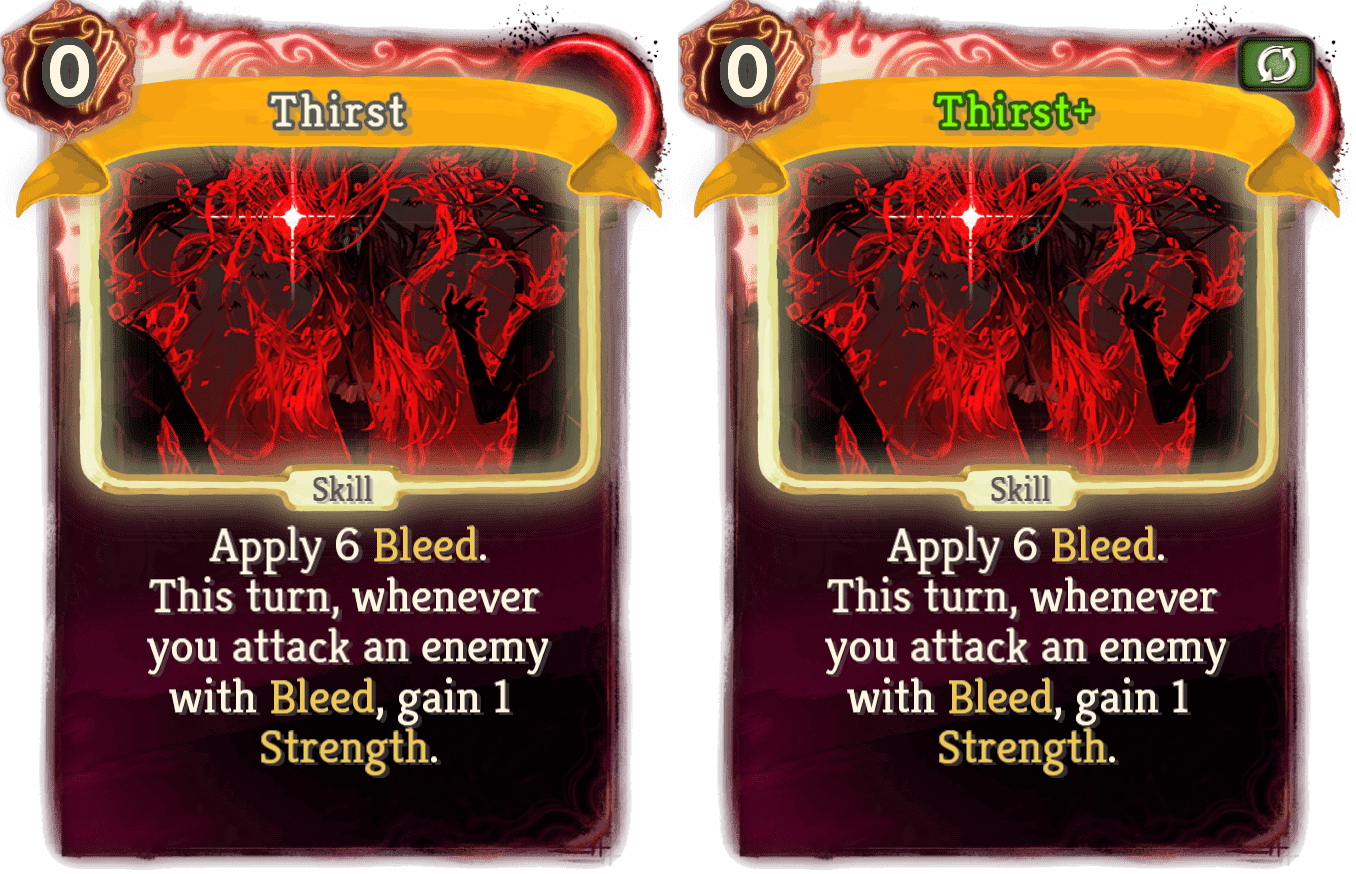 0
Thirst
Skill
Apply 6 Bleed.
This turn, whenever
you attack an enemy
with Bleed, gain 1
Strength.
0
Thirst+
Skill
Apply 6 Bleed.
This turn, whenever
you attack an enemy
with Bleed, gain 1
Strength.